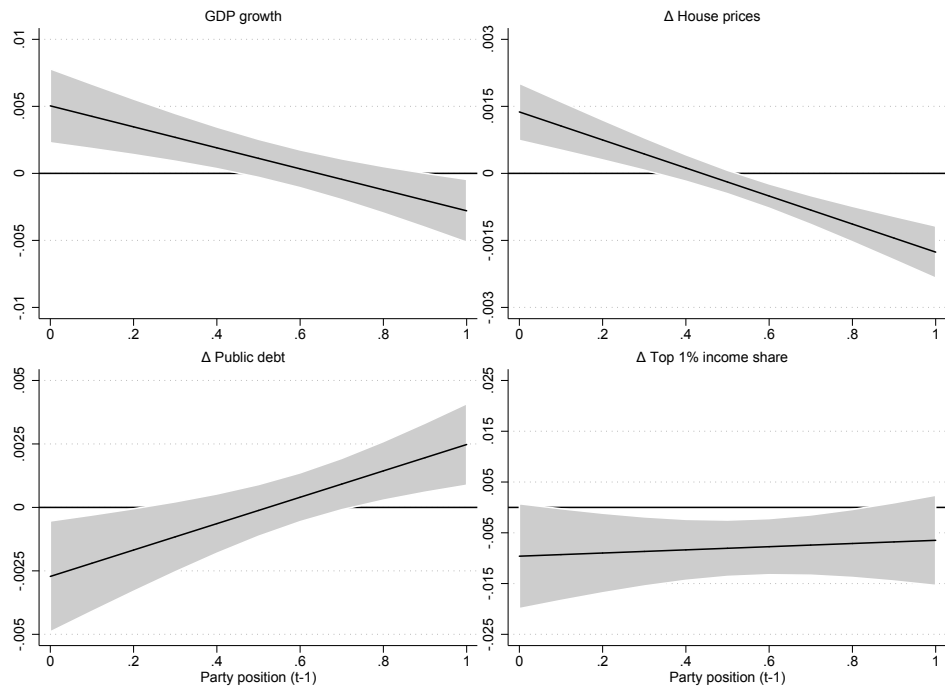 GDP growth
.01
.005
0
-.005
-.01
0 .2 .4 .6 .8 1
Δ House prices
.003
.0015
0
-.0015
-.003
0 .2 .4 .6 .8 1
Δ Public debt
.005
.0025
0
-.0025
-.005
0 .2 .4 .6 .8 1
Party position (t-1)
Δ Top 1% income share
.025
.015
.005
-.005
-.015
-.025
0 .2 .4 .6 .8 1
Party position (t-1)